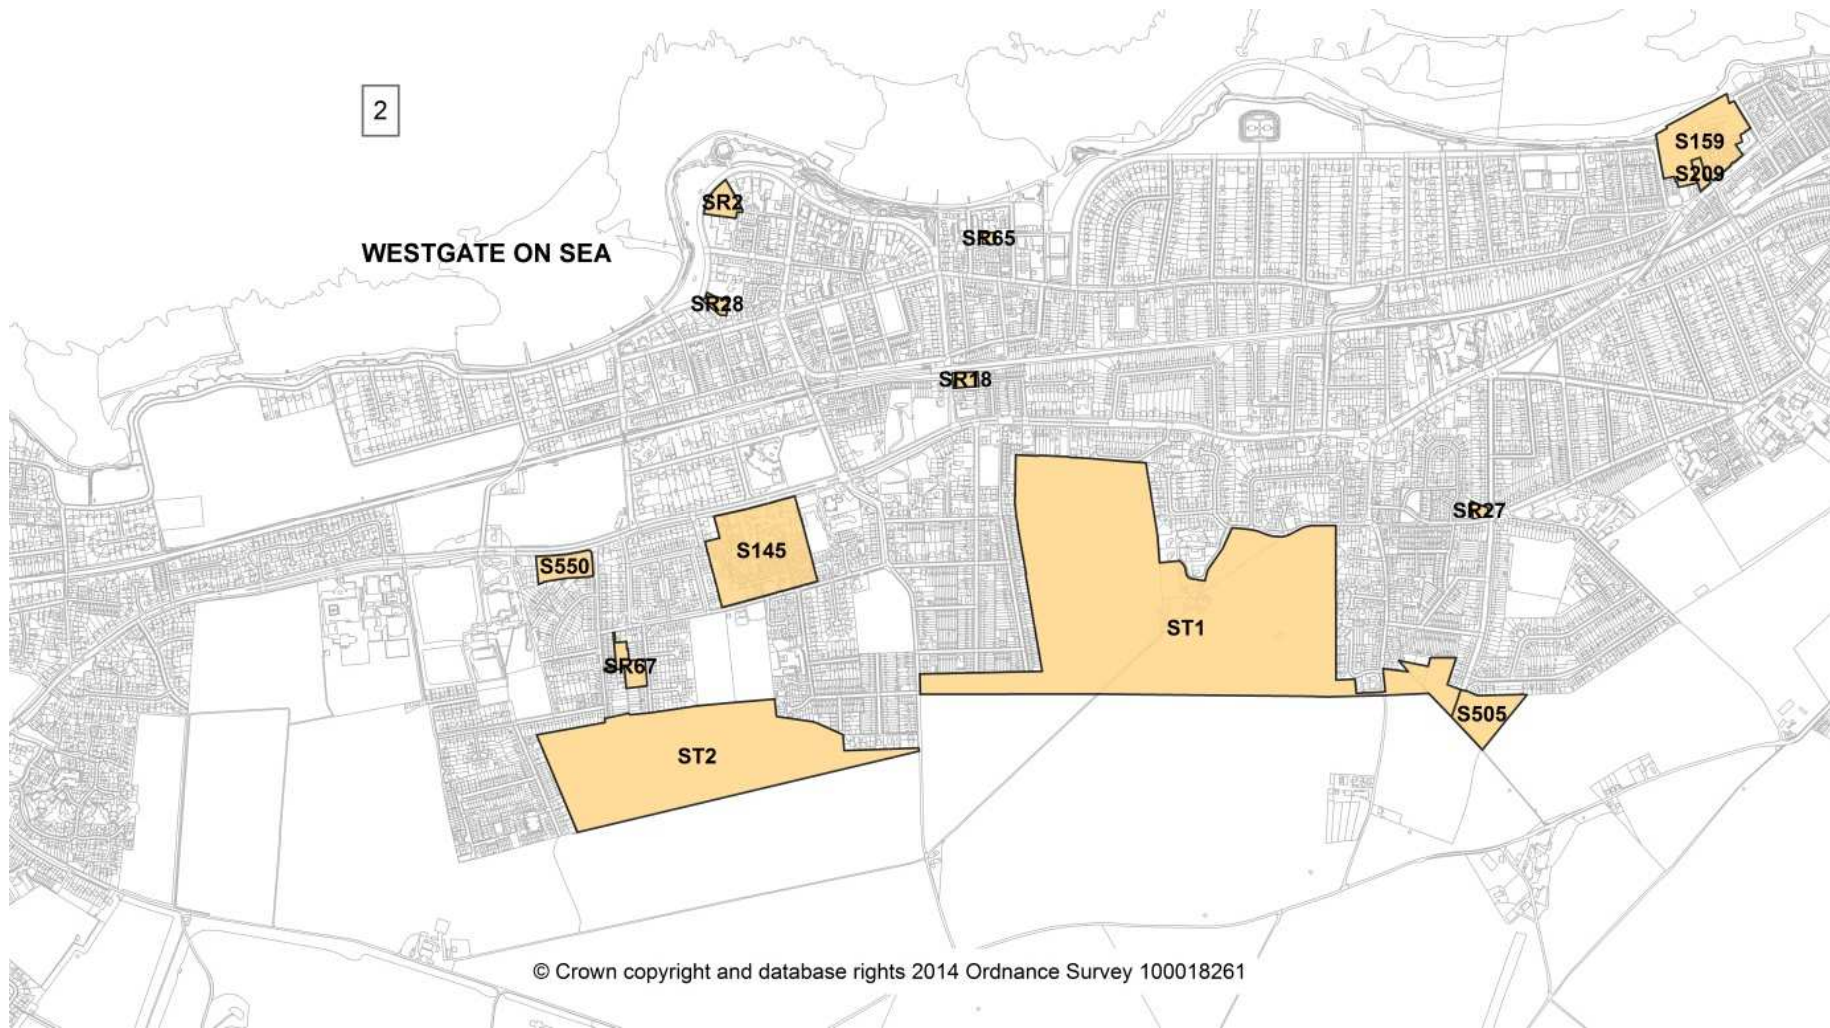 2
S159
S209
SR2
SR65
WESTGATE ON SEA
SR28
SR18
SR27
S145
S550
ST1
SR67
S505
ST2
© Crown copyright and database rights 2014 Ordnance Survey 100018261